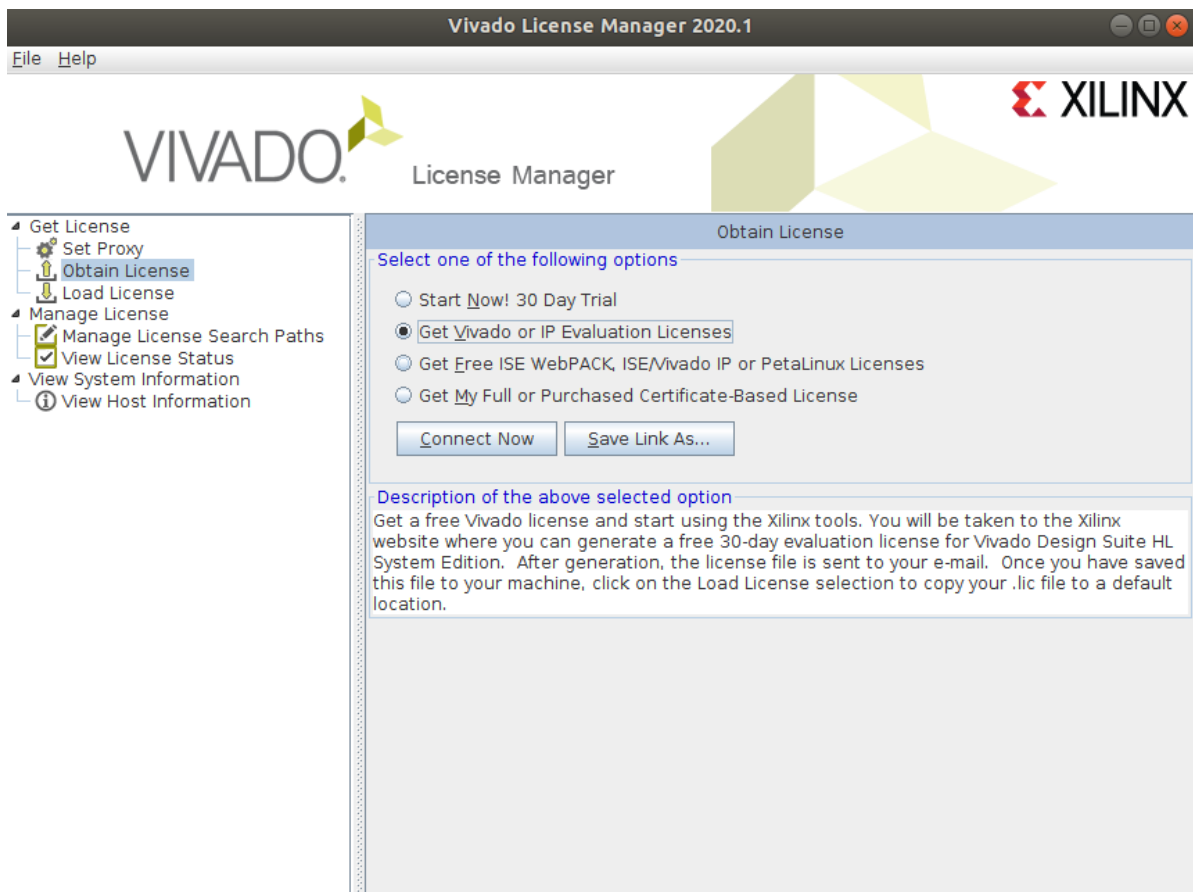 Vivado License Manager 2020.1
File Help
VIVADO.
License Manager
XILINX
Get License
Set Proxy
Obtain License
Load License
Manage License
Manage License Search Paths
View License Status
View System Information
View Host Information
Obtain License
Select one of the following options
Start Now! 30 Day Trial
Get Vivado or IP Evaluation Licenses
Get Free ISE WebPACK, ISE/Vivado IP or PetaLinux Licenses
Get My Full or Purchased Certificate-Based License
Connect Now Save Link As...
Description of the above selected option
Get a free Vivado license and start using the Xilinx tools. You will be taken to the Xilinx
website where you can generate a free 30-day evaluation license for Vivado Design Suite HL
System Edition.  After generation, the license file is sent to your e-mail.  Once you have saved
this file to your machine, click on the Load License selection to copy your .lic file to a default
location.